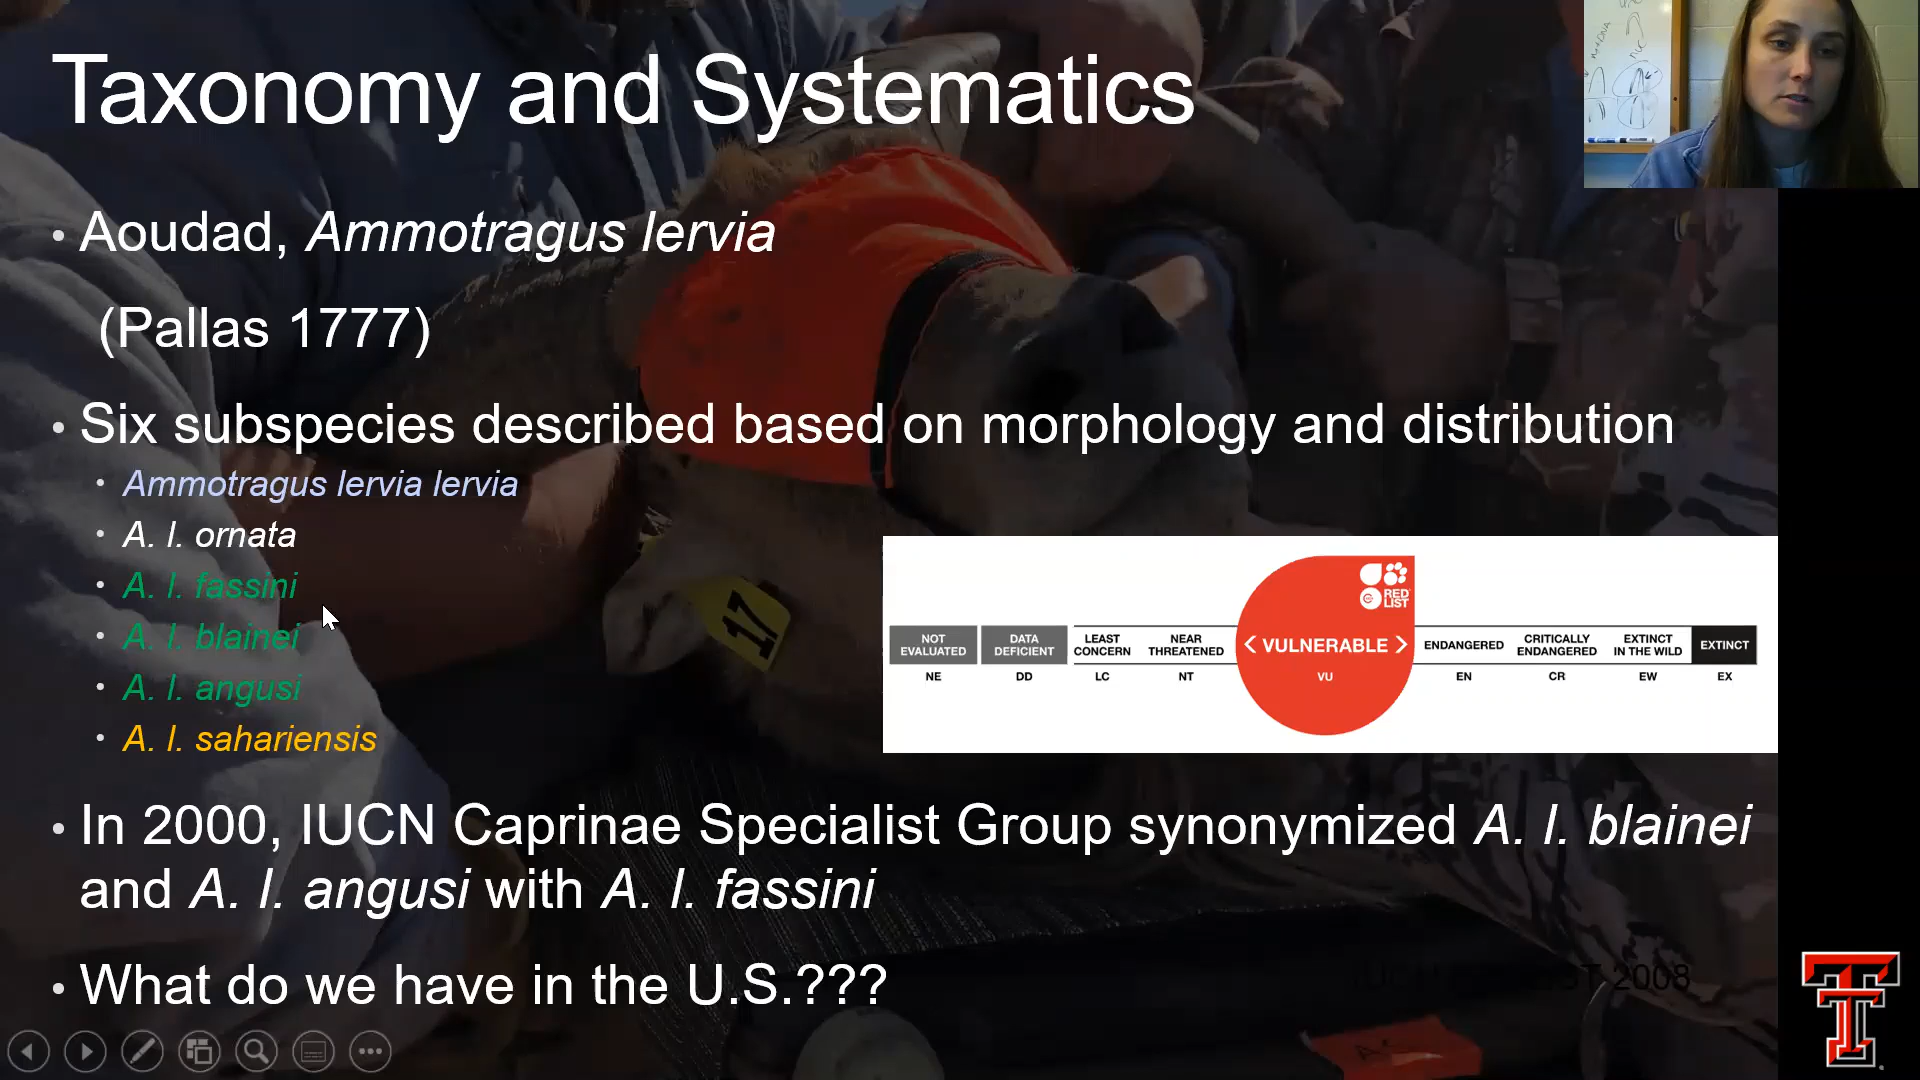 Taxonomy and Systematics
• Aoudad, Ammotragus lervia
(Pallas 1777)
• Six subspecies described based on morphology and distribution
• Ammotragus lervia lervia
• A. l. ornata
• A. l. fassini
• A. l. blainei
• A. l. angusi
• A. l. sahariensis
17
RED
LIST
NOT
EVALUATED
NE
DATA
DEFICIENT
DD
LEAST
CONCERN
LC
NEAR
THREATENED
NT
< VULNERABLE >
VU
ENDANGERED
EN
CRITICALLY
ENDANGERED
CR
EXTINCT
IN THE WILD
EW
EXTINCT
EX
• In 2000, IUCN Caprinae Specialist Group synonymized A. l. blainei
and A. l. angusi with A. l. fassini
• What do we have in the U.S.???
2008